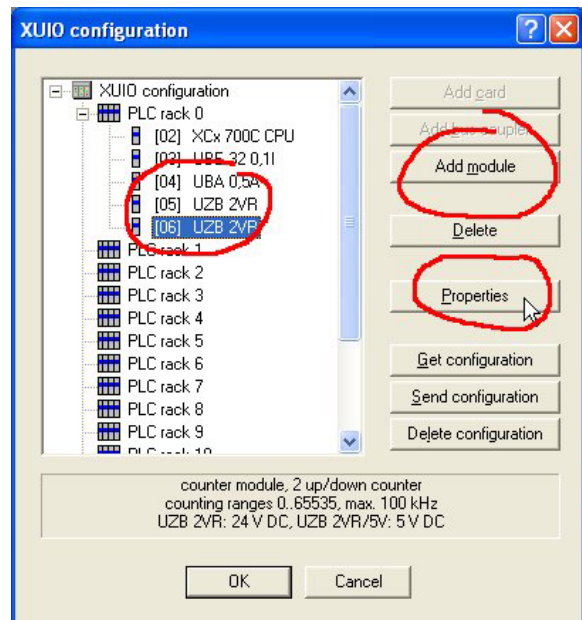 XUIO configuration
XUIO configuration
PLC rack 0
[02] XCx 700C CPU
[03] UBE 32 0,1I
[04] UBA 0,5A
[05] UZB 2VR
[06] UZB 2VR
PLC rack 1
PLC rack 2
PLC rack 3
PLC rack 4
PLC rack 5
PLC rack 6
PLC rack 7
PLC rack 8
PLC rack 9
PLC rack 10
Add card
Add bus coupler
Add module
Delete
Properties
Get configuration
Send configuration
Delete configuration
counter module, 2 up/down counter
counting ranges 0..65535, max. 100 kHz
UZB 2VR: 24 V DC, UZB 2VR/5V: 5 V DC
OK
Cancel